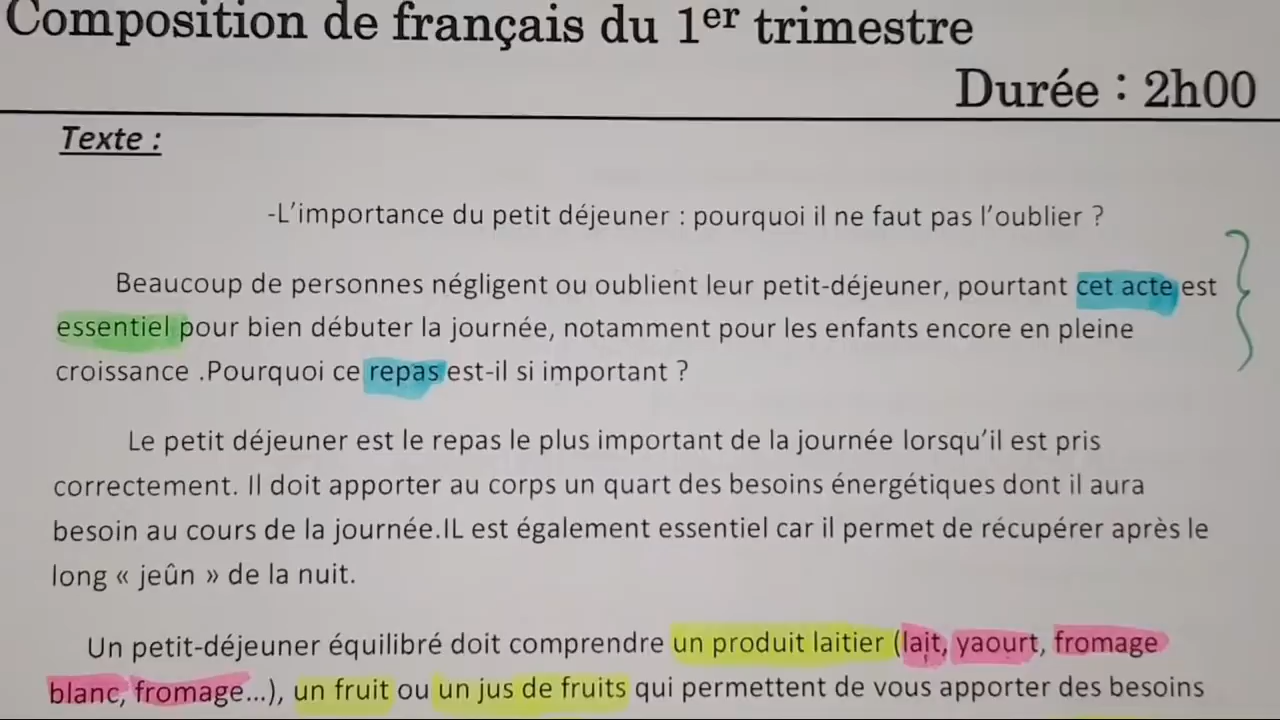 Composition de français du 1er trimestre
Durée : 2h00
Texte :
-L'importance du petit déjeuner : pourquoi il ne faut pas l'oublier ?
Beaucoup de personnes négligent ou oublient leur petit-déjeuner, pourtant cet acte est
essentiel pour bien débuter la journée, notamment pour les enfants encore en pleine
croissance .Pourquoi ce repas est-il si important ?
Le petit déjeuner est le repas le plus important de la journée lorsqu'il est pris
correctement. Il doit apporter au corps un quart des besoins énergétiques dont il aura
besoin au cours de la journée.IL est également essentiel car il permet de récupérer après le
long « jeûn » de la nuit.
Un petit-déjeuner équilibré doit comprendre un produit laitier (lait, yaourt, fromage
blanc, fromage...), un fruit ou un jus de fruits qui permettent de vous apporter des besoins